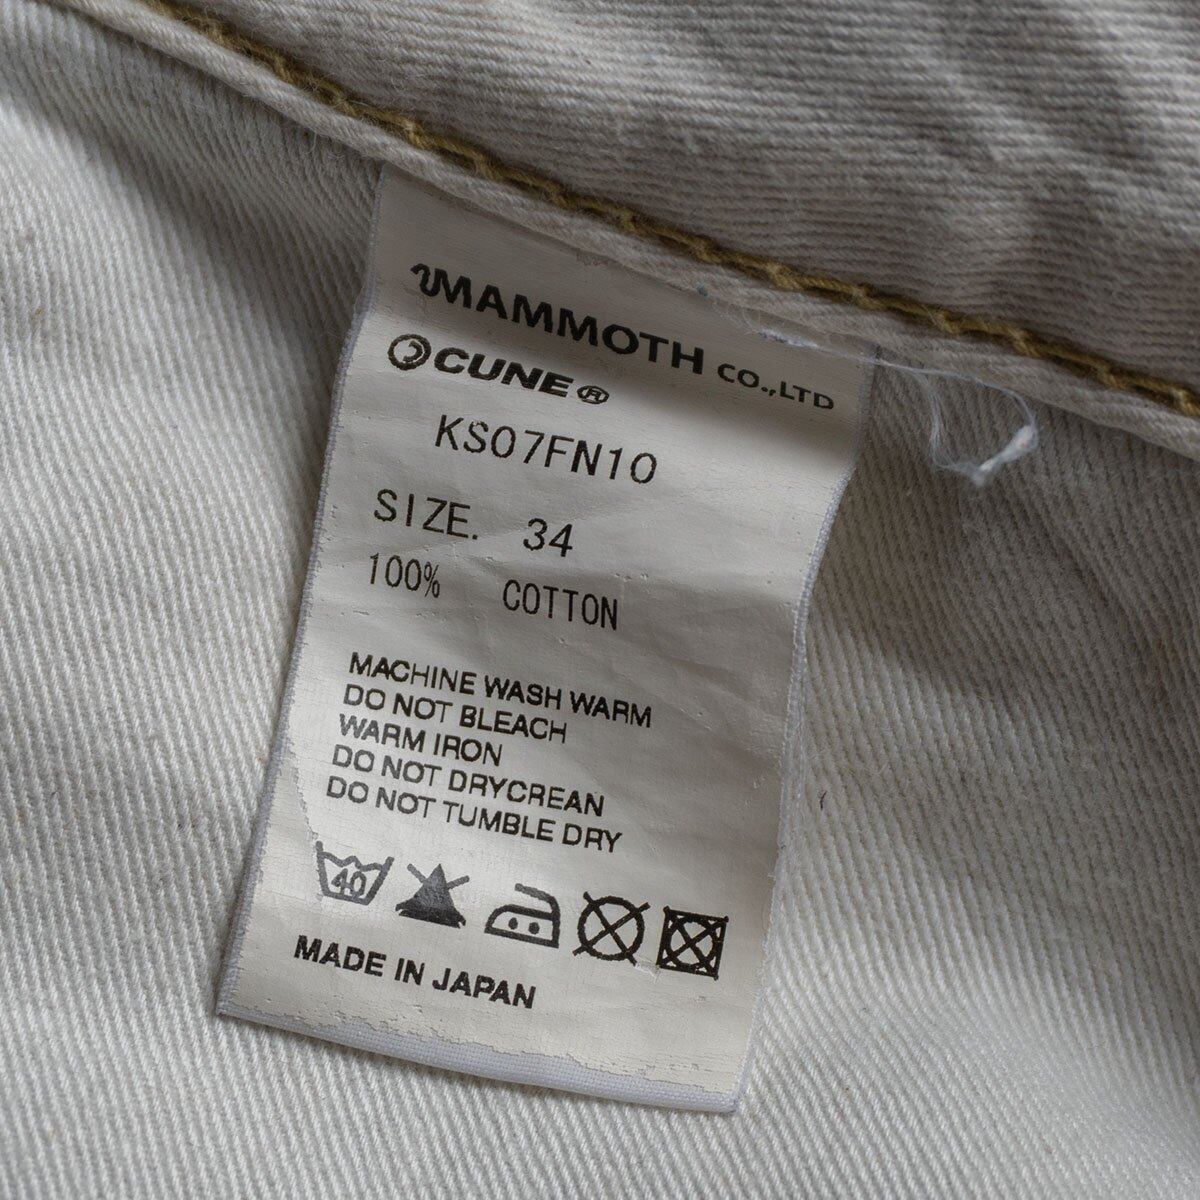 MAMMOTH CO.,LTD
CUNE®
KS07FN10
SIZE. 34
100% COTTON
MACHINE WASH WARM
DO NOT BLEACH
WARM IRON
DO NOT DRYCREAN
DO NOT TUMBLE DRY
40
MADE IN JAPAN